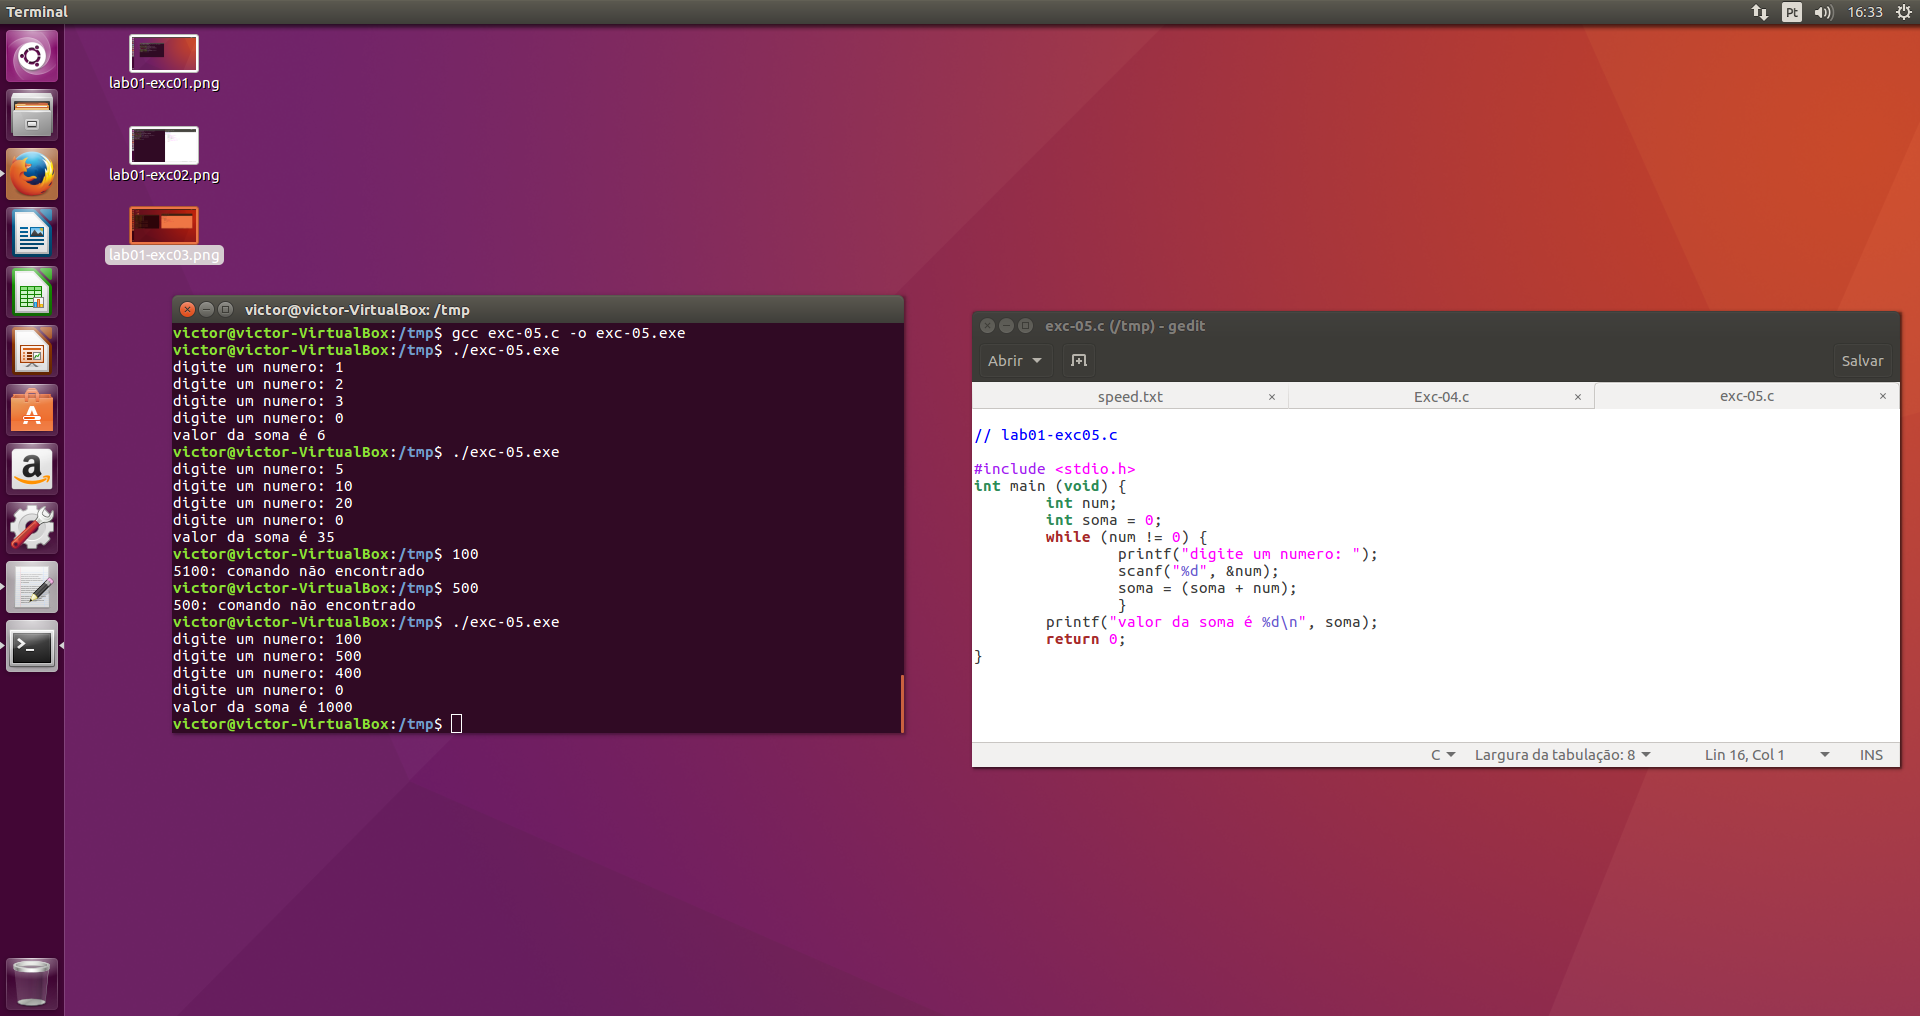 Terminal
Pt
16:33
lab01-exc01.png
lab01-exc02.png
lab01-exc03.png
victor@victor-VirtualBox: /tmp
victor@victor-VirtualBox:/tmp$ gcc exc-05.c -o exc-05.exe
victor@victor-VirtualBox:/tmp$ ./exc-05.exe
digite um numero: 1
digite um numero: 2
digite um numero: 3
digite um numero: 0
valor da soma é 6
victor@victor-VirtualBox:/tmp$ ./exc-05.exe
digite um numero: 5
digite um numero: 10
digite um numero: 20
digite um numero: 0
valor da soma é 35
victor@victor-VirtualBox:/tmp$ 100
5100: comando não encontrado
victor@victor-VirtualBox:/tmp$ 500
500: comando não encontrado
victor@victor-VirtualBox:/tmp$ ./exc-05.exe
digite um numero: 100
digite um numero: 500
digite um numero: 400
digite um numero: 0
valor da soma é 1000
victor@victor-VirtualBox:/tmp$
exc-05.c (/tmp) - gedit
Abrir
Salvar
speed.txt
Exc-04.c
exc-05.c
// lab01-exc05.c
#include <stdio.h>
int main (void) {
int num;
int soma = 0;
while (num != 0) {
printf("digite um numero: ");
scanf("%d", &num);
soma = (soma + num);
}
printf("valor da soma é %d\n", soma);
return 0;
}
C
Largura da tabulação: 8
Lin 16, Col 1
INS